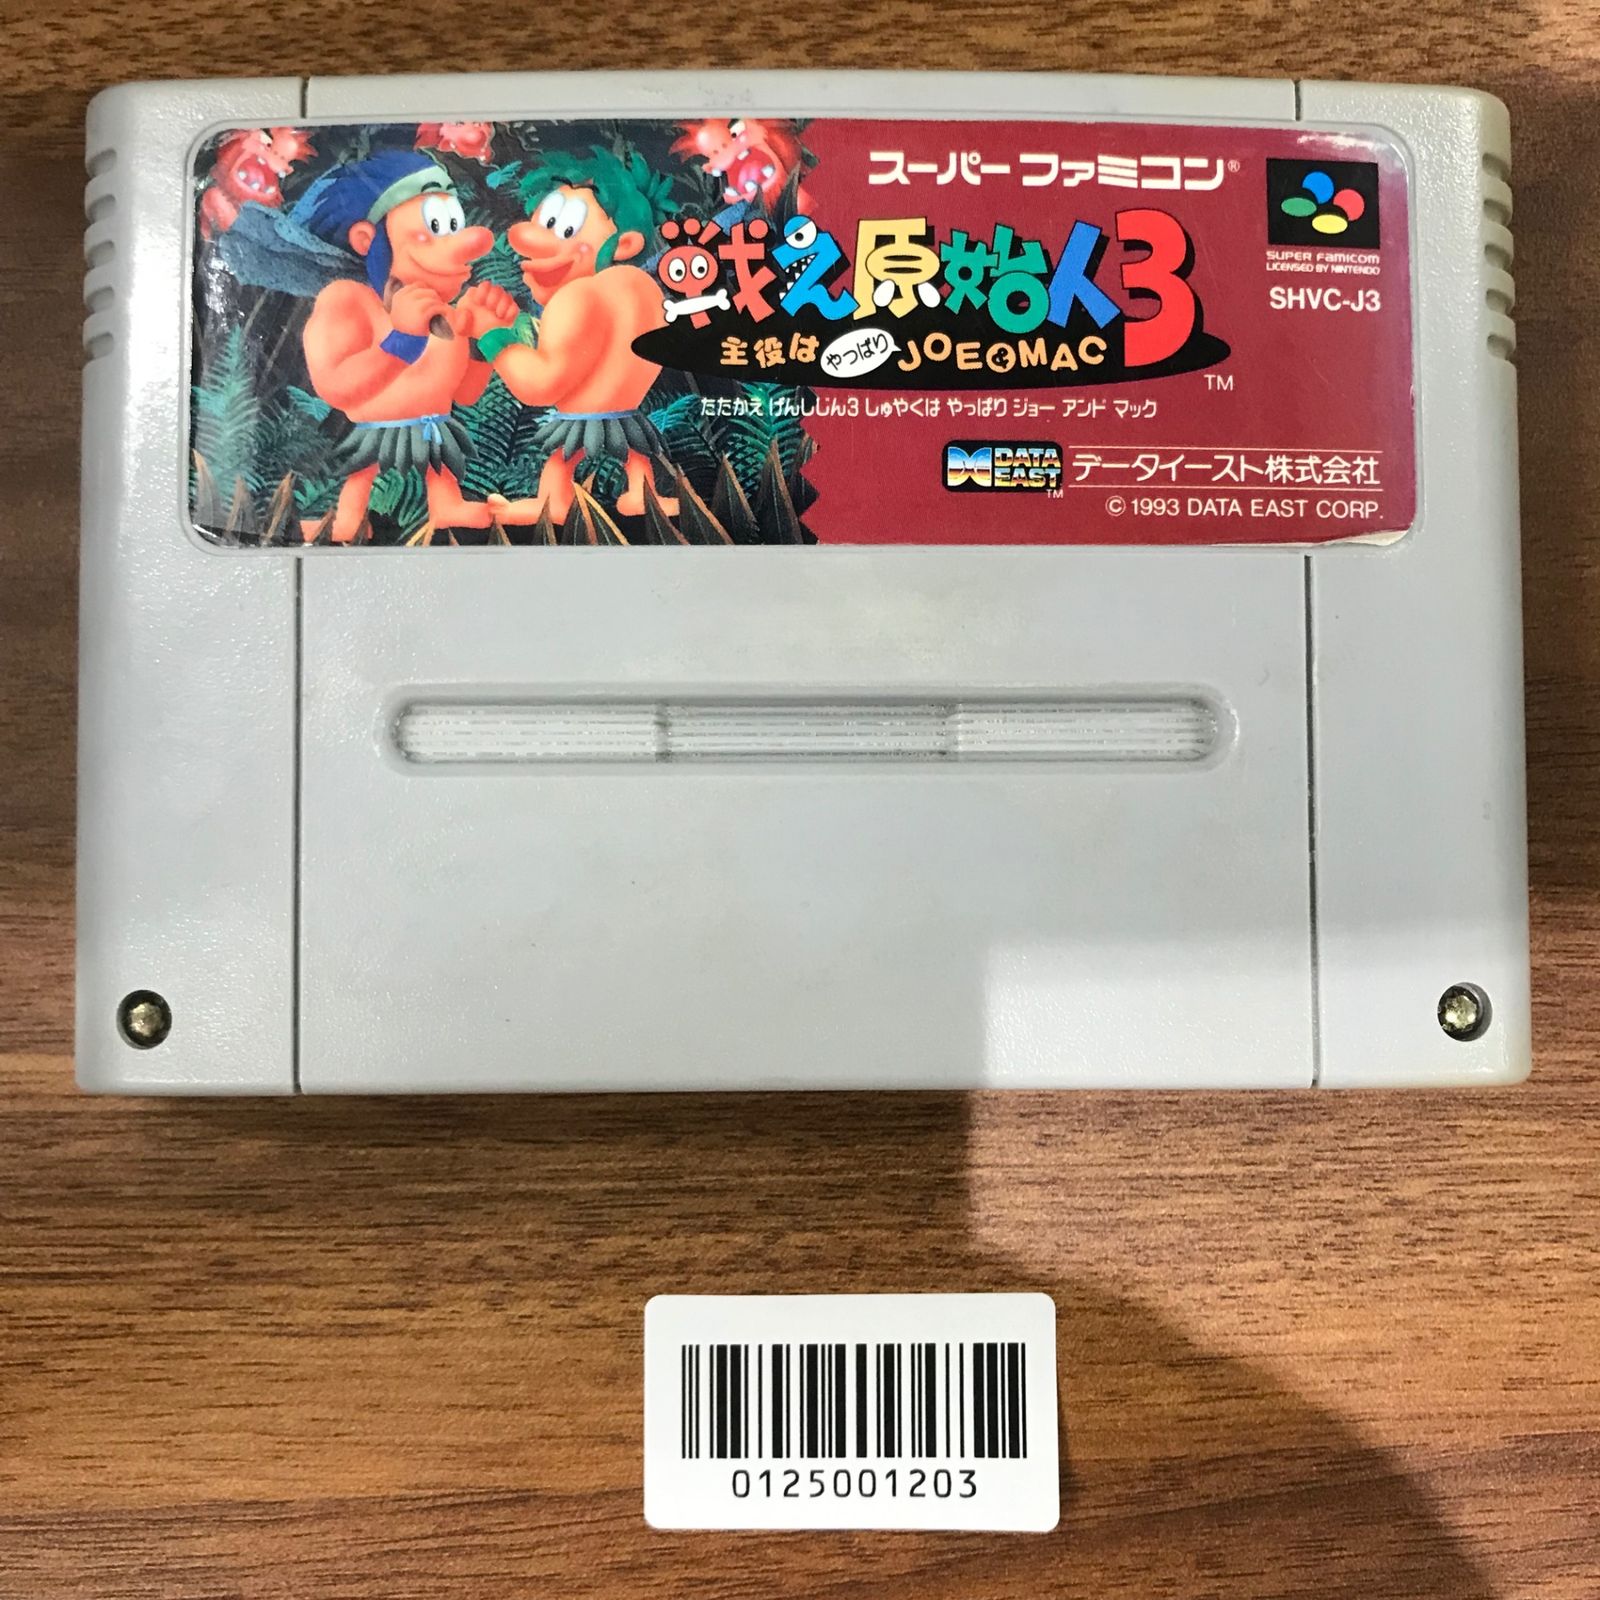 スーパーファミコン®
SUPER FAMICOM
LICENSED BY NINTENDO
SHVC-J3
戦え原始人3
主役は やっぱり JOE&MAC
TM
たたかえ げんしじん3 しゅやくは やっぱり ジョー アンド マック
DATA EAST TM データイースト株式会社
© 1993 DATA EAST CORP.
0125001203